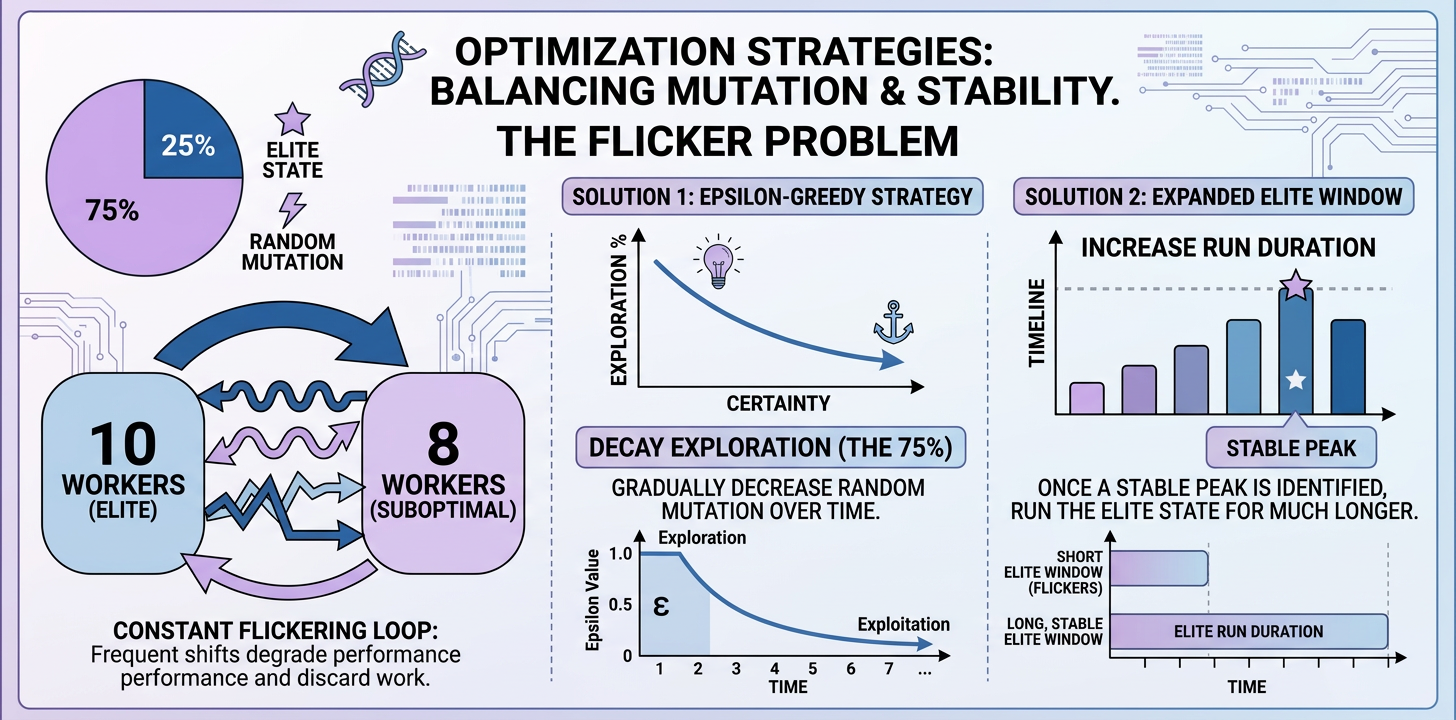 OPTIMIZATION STRATEGIES:
BALANCING MUTATION & STABILITY.
THE FLICKER PROBLEM
25%
75%
ELITE
STATE
RANDOM
MUTATION
10
WORKERS
(ELITE)
8
WORKERS
(SUBOPTIMAL)
CONSTANT FLICKERING LOOP:
Frequent shifts degrade performance
performance and discard work.
SOLUTION 1: EPSILON-GREEDY STRATEGY
EXPLORATION %
CERTAINTY
DECAY EXPLORATION (THE 75%)
GRADUALLY DECREASE RANDOM
MUTATION OVER TIME.
Exploration
Epsilon Value
1.0
0.5
0
ε
Exploitation
1 2 3 4 5 6 7 ...
TIME
SOLUTION 2: EXPANDED ELITE WINDOW
INCREASE RUN DURATION
TIMELINE
STABLE PEAK
ONCE A STABLE PEAK IS IDENTIFIED,
RUN THE ELITE STATE FOR MUCH LONGER.
SHORT
ELITE WINDOW
(FLICKERS)
LONG, STABLE
ELITE WINDOW
ELITE RUN DURATION
TIME